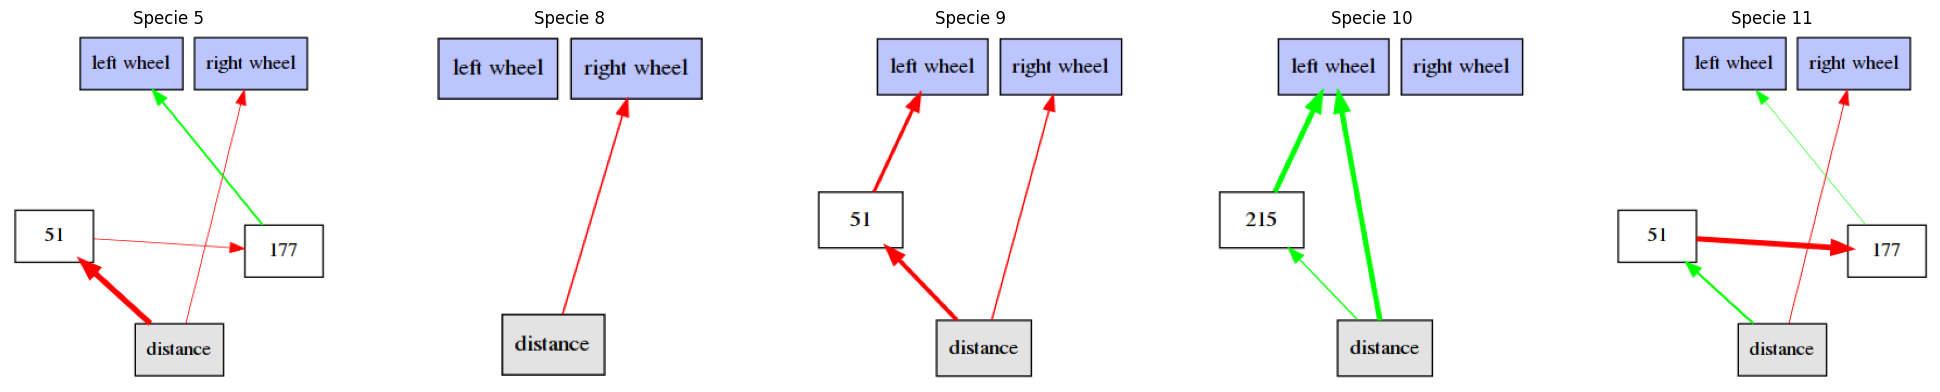 Specie 5
left wheel
right wheel
51
177
distance
Specie 8
left wheel
right wheel
distance
Specie 9
left wheel
right wheel
51
distance
Specie 10
left wheel
right wheel
215
distance
Specie 11
left wheel
right wheel
51
177
distance